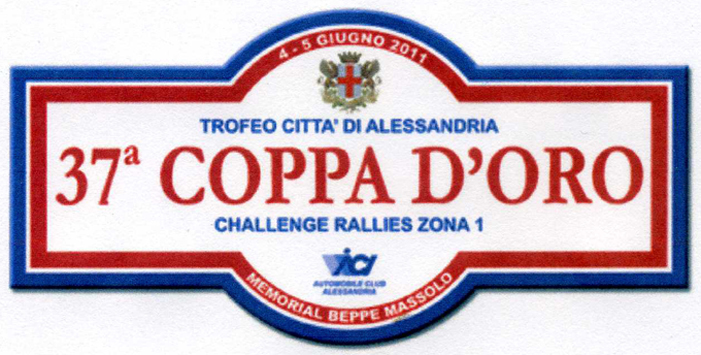 4 - 5 GIUGNO 2011
TROFEO CITTA' DI ALESSANDRIA
37ª COPPA D'ORO
CHALLENGE RALLIES ZONA 1
ACI
AUTOMOBILE CLUB
ALESSANDRIA
MEMORIAL BEPPE MASSOLO